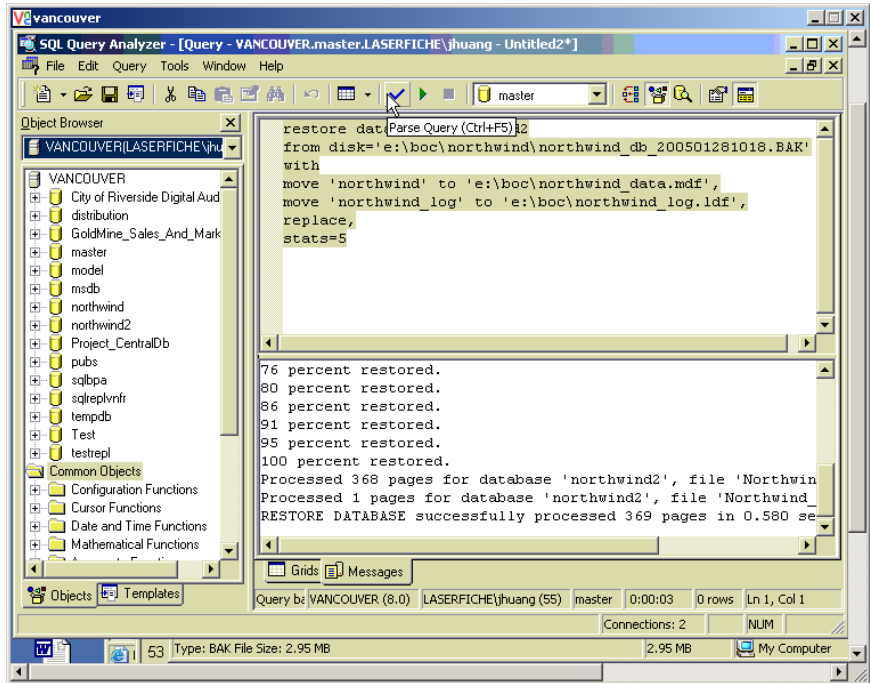 vancouver
SQL Query Analyzer - [Query - VANCOUVER.master.LASERFICHE\jhuang - Untitled2*]
File Edit Query Tools Window Help
master
Parse Query (Ctrl+F5)
Object Browser
VANCOUVER(LASERFICHE\jhu
VANCOUVER
City of Riverside Digital Aud
distribution
GoldMine_Sales_And_Mark
master
model
msdb
northwind
northwind2
Project_CentralDb
pubs
sqlbpa
sqlreplvnfr
tempdb
Test
testrepl
Common Objects
Configuration Functions
Cursor Functions
Date and Time Functions
Mathematical Functions
Objects Templates
restore dat
from disk='e:\boc\northwind\northwind_db_200501281018.BAK'
with
move 'northwind' to 'e:\boc\northwind_data.mdf',
move 'northwind_log' to 'e:\boc\northwind_log.ldf',
replace,
stats=5
76 percent restored.
80 percent restored.
86 percent restored.
91 percent restored.
95 percent restored.
100 percent restored.
Processed 368 pages for database 'northwind2', file 'Northwin
Processed 1 pages for database 'northwind2', file 'Northwind_
RESTORE DATABASE successfully processed 369 pages in 0.580 se
Grids Messages
Query ba VANCOUVER (8.0) LASERFICHE\jhuang (55) master 0:00:03 0 rows Ln 1, Col 1
Connections: 2 NUM
53 Type: BAK File Size: 2.95 MB 2.95 MB My Computer